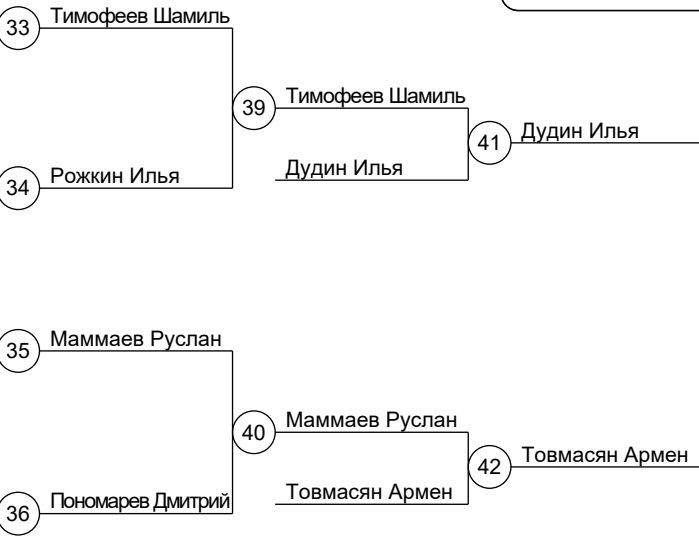 33 Тимофеев Шамиль
39 Тимофеев Шамиль
41 Дудин Илья
Дудин Илья
34 Рожкин Илья
35 Маммаев Руслан
40 Маммаев Руслан
42 Товмасян Армен
Товмасян Армен
36 Пономарев Дмитрий